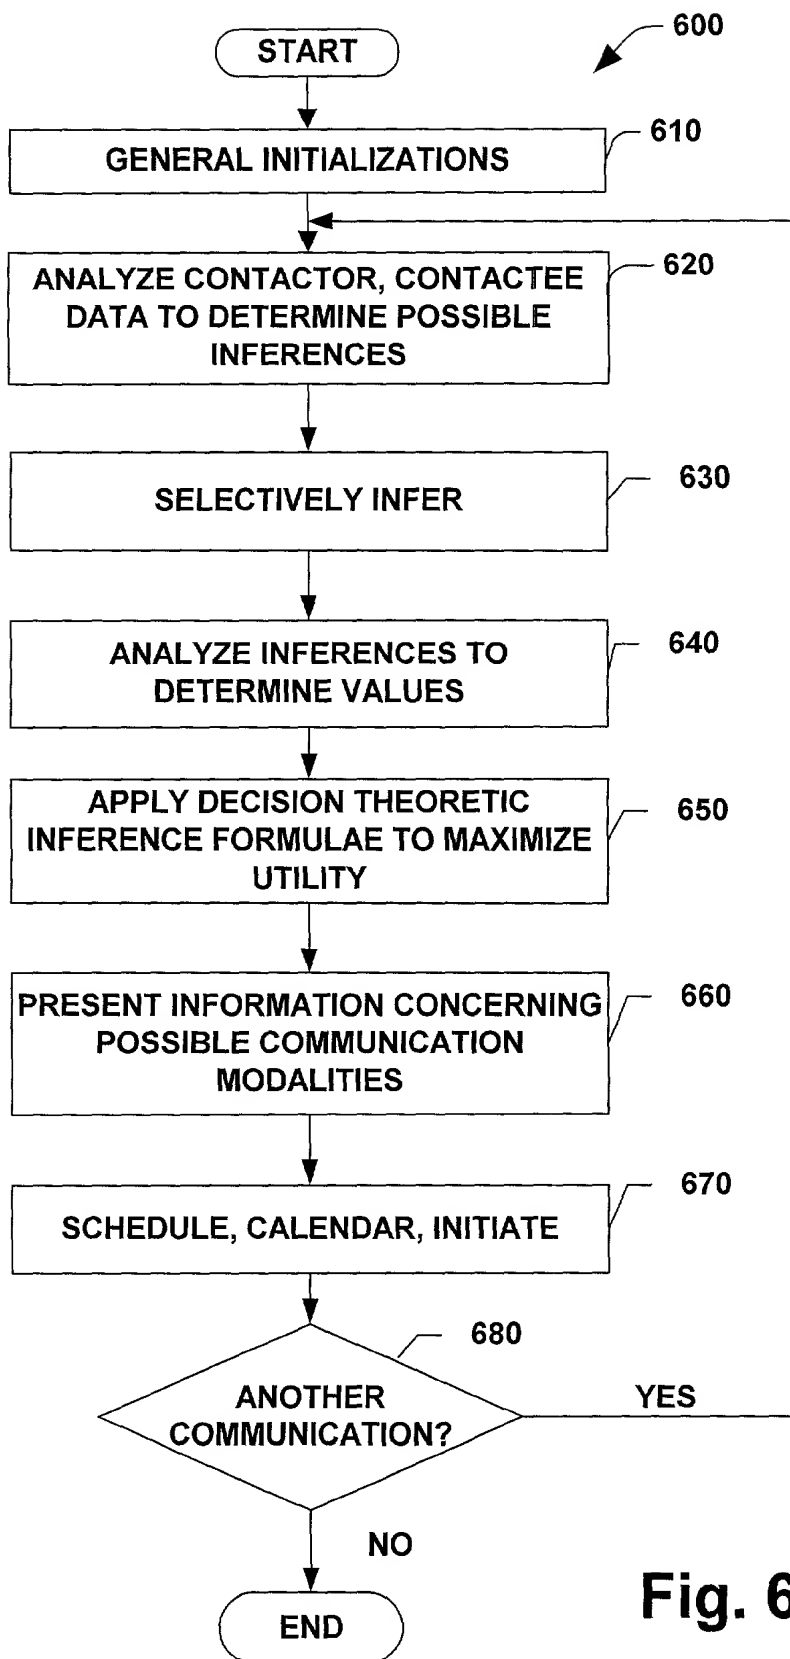 START
600
GENERAL INITIALIZATIONS
610
ANALYZE CONTACTOR, CONTACTEE
DATA TO DETERMINE POSSIBLE
INFERENCES
620
SELECTIVELY INFER
630
ANALYZE INFERENCES TO
DETERMINE VALUES
640
APPLY DECISION THEORETIC
INFERENCE FORMULAE TO MAXIMIZE
UTILITY
650
PRESENT INFORMATION CONCERNING
POSSIBLE COMMUNICATION
MODALITIES
660
SCHEDULE, CALENDAR, INITIATE
670
680
ANOTHER
COMMUNICATION?
YES
NO
END
Fig. 6